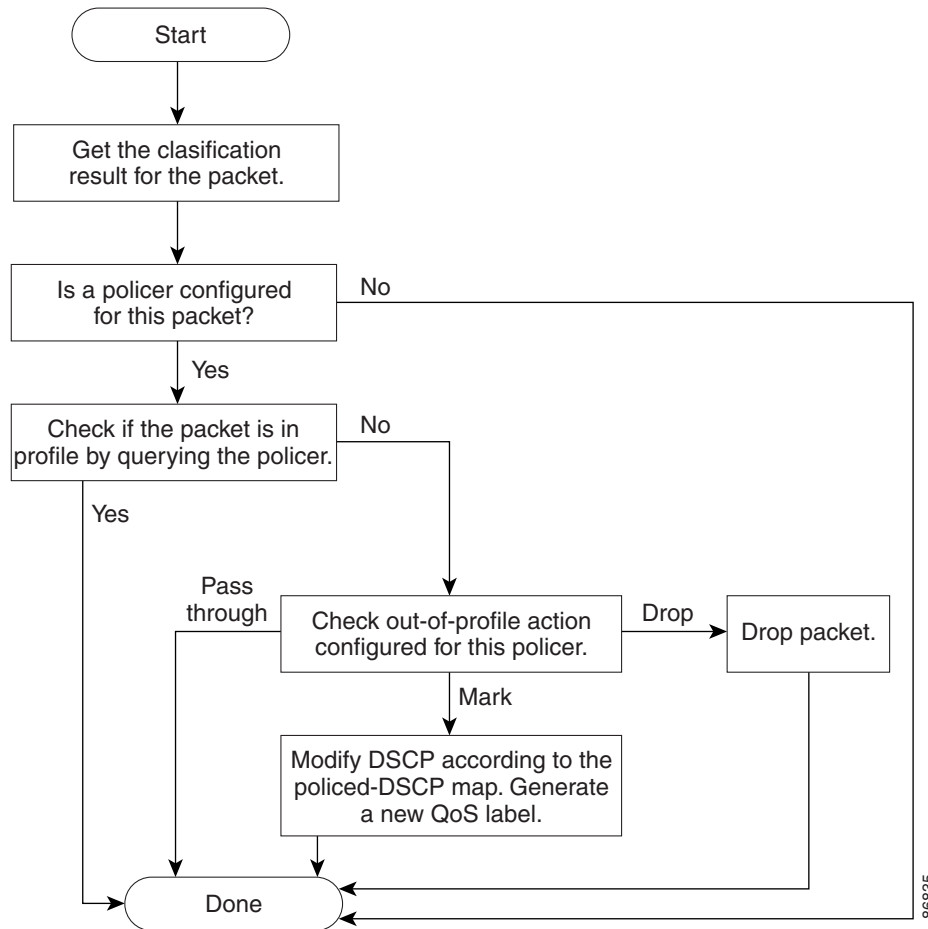 Start
Get the clasification
result for the packet.
Is a policer configured
for this packet?
No
Yes
Check if the packet is in
profile by querying the policer.
No
Yes
Pass
through
Check out-of-profile action
configured for this policer.
Drop
Drop packet.
Mark
Modify DSCP according to the
policed-DSCP map. Generate
a new QoS label.
Done
86835